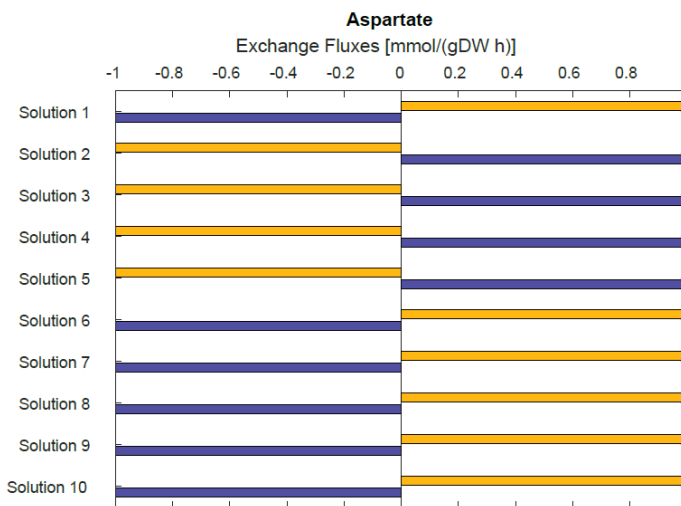 Aspartate
Exchange Fluxes [mmol/(gDW h)]
-1 -0.8 -0.6 -0.4 -0.2 0 0.2 0.4 0.6 0.8
Solution 1
Solution 2
Solution 3
Solution 4
Solution 5
Solution 6
Solution 7
Solution 8
Solution 9
Solution 10